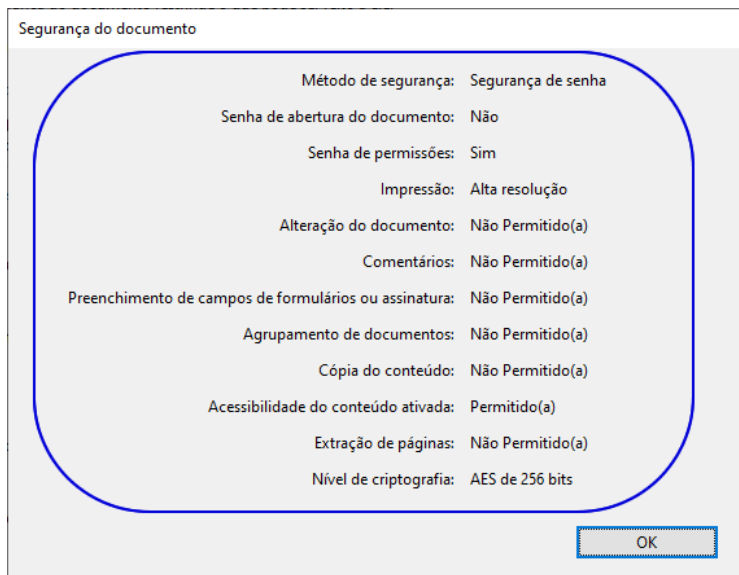 Segurança do documento
Método de segurança: Segurança de senha
Senha de abertura do documento: Não
Senha de permissões: Sim
Impressão: Alta resolução
Alteração do documento: Não Permitido(a)
Comentários: Não Permitido(a)
Preenchimento de campos de formulários ou assinatura: Não Permitido(a)
Agrupamento de documentos: Não Permitido(a)
Cópia do conteúdo: Não Permitido(a)
Acessibilidade do conteúdo ativada: Permitido(a)
Extração de páginas: Não Permitido(a)
Nível de criptografia: AES de 256 bits
OK